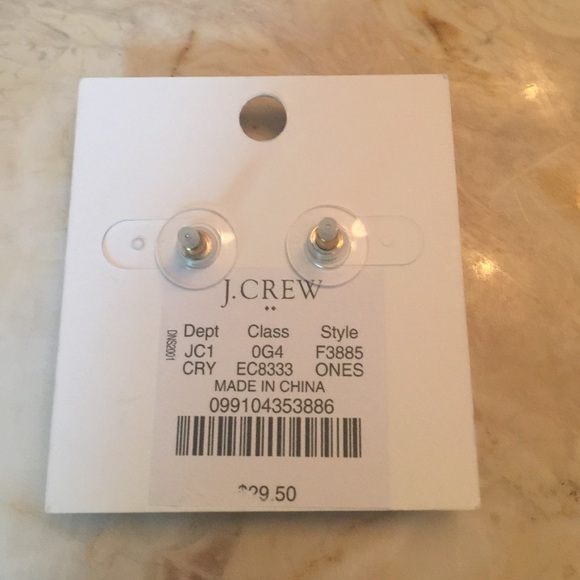 J.CREW
Dept Class Style
JC1 0G4 F3885
CRY EC8333 ONES
MADE IN CHINA
099104353886
$29.50